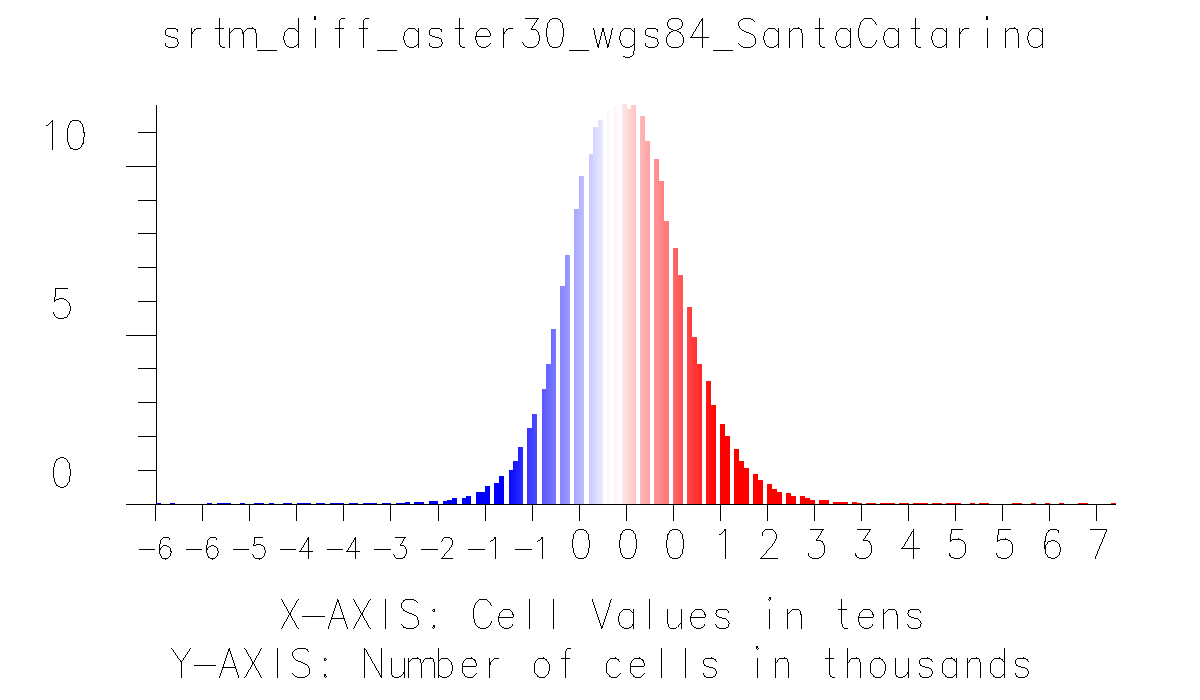 srtm_diff_aster30_wgs84_SantaCatarina
10
5
0
-6 -6 -5 -4 -4 -3 -2 -1 -1 0 0 0 1 2 3 3 4 5 5 6 7
X-AXIS: Cell Values in tens
Y-AXIS: Number of cells in thousands